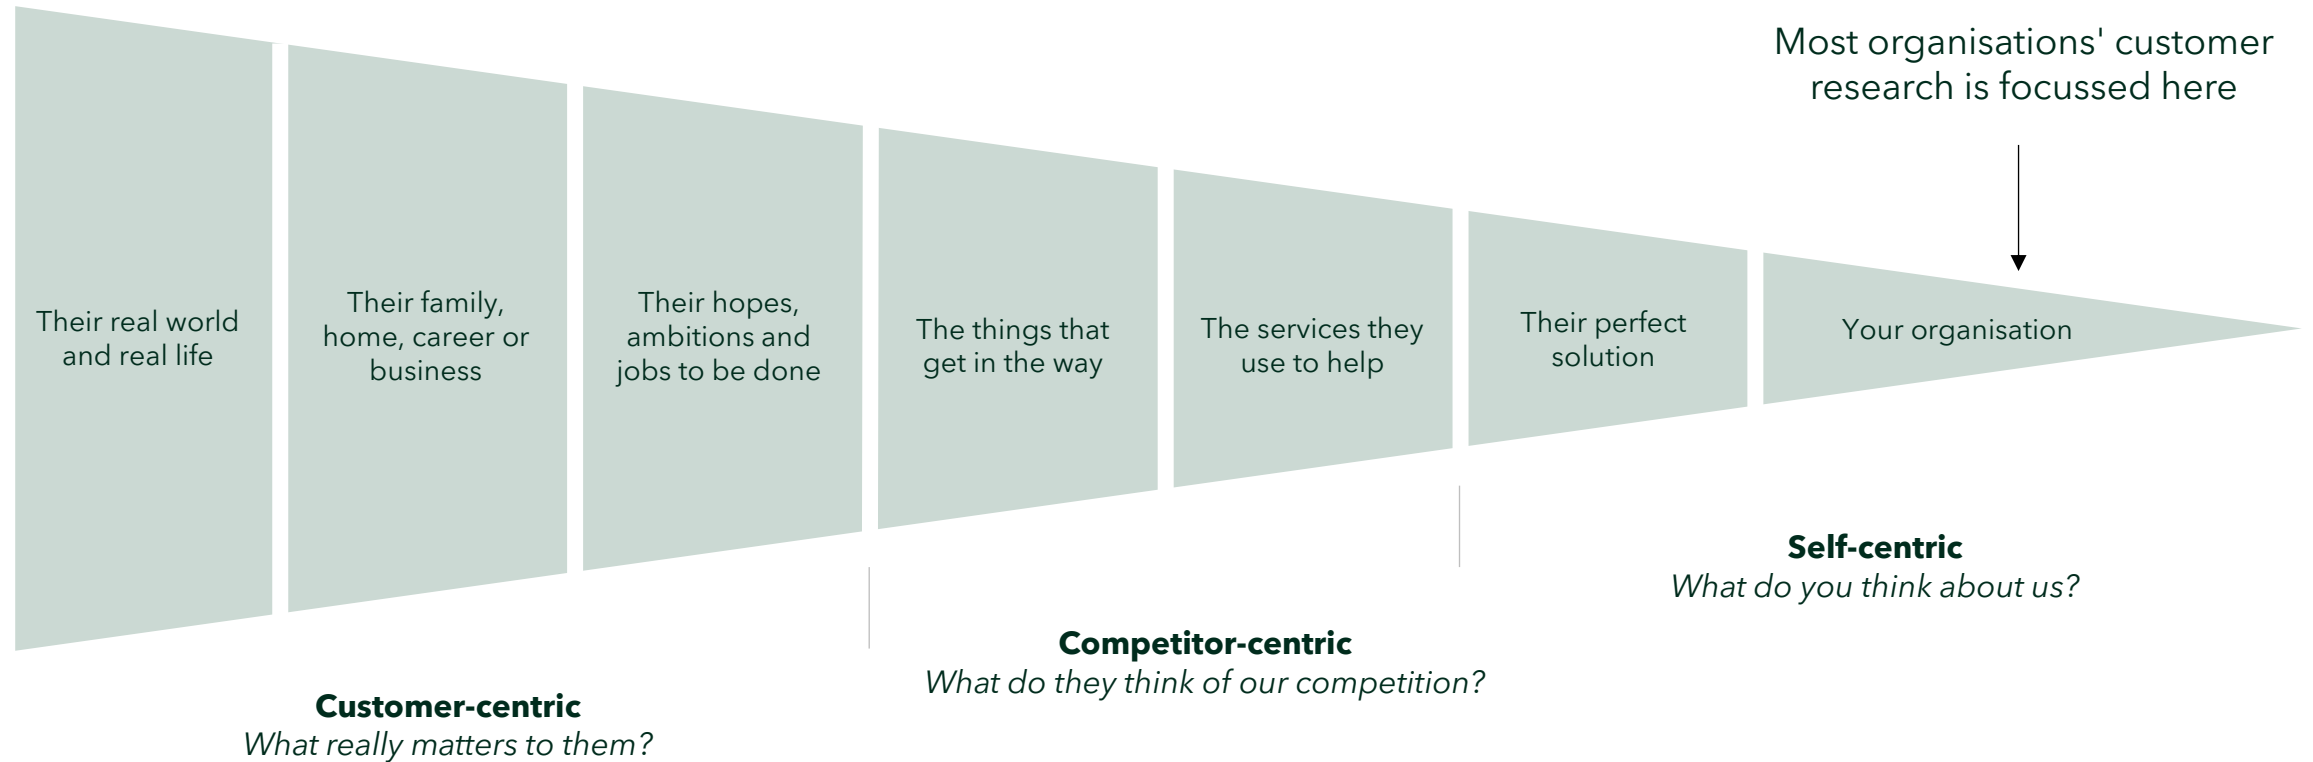 Most organisations' customer
research is focussed here
Their real world
and real life
Their family,
home, career or
business
Their hopes,
ambitions and
jobs to be done
The things that
get in the way
The services they
use to help
Their perfect
solution
Your organisation
Customer-centric
What really matters to them?
Competitor-centric
What do they think of our competition?
Self-centric
What do you think about us?